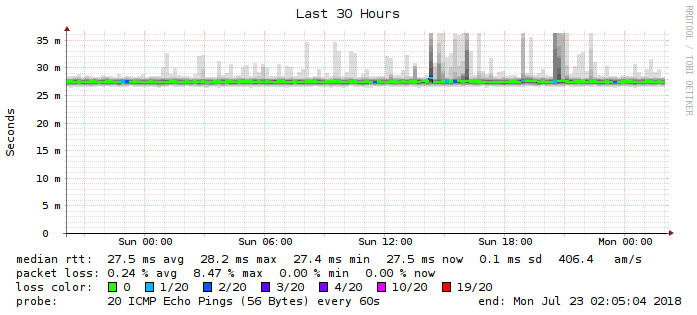 Last 30 Hours
RRDTOOL / TOBI OETIKER
Seconds
35 m
30 m
25 m
20 m
15 m
10 m
5 m
0
Sun 00:00 Sun 06:00 Sun 12:00 Sun 18:00 Mon 00:00
median rtt: 27.5 ms avg 28.2 ms max 27.4 ms min 27.5 ms now 0.1 ms sd 406.4 am/s
packet loss: 0.24 % avg 8.47 % max 0.00 % min 0.00 % now
loss color: 0 1/20 2/20 3/20 4/20 10/20 19/20
probe: 20 ICMP Echo Pings (56 Bytes) every 60s end: Mon Jul 23 02:05:04 2018